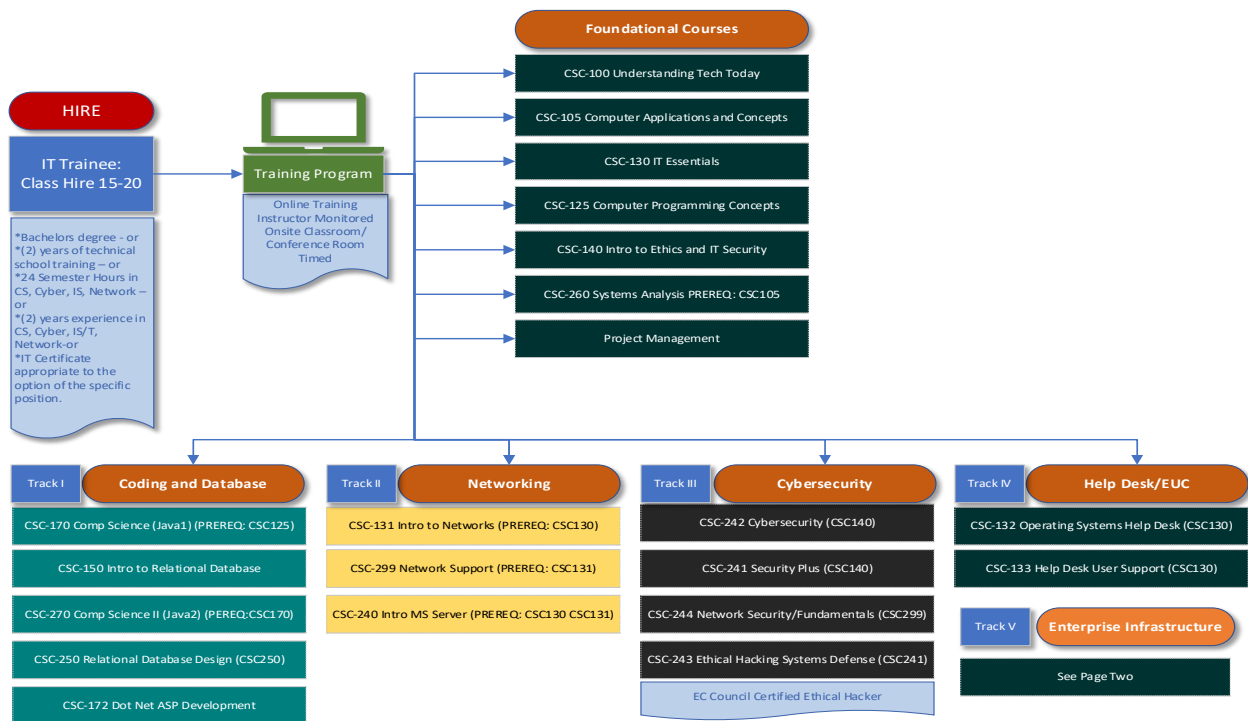 Foundational Courses
CSC-100 Understanding Tech Today
CSC-105 Computer Applications and Concepts
CSC-130 IT Essentials
CSC-125 Computer Programming Concepts
CSC-140 Intro to Ethics and IT Security
CSC-260 Systems Analysis PREREQ: CSC105
Project Management
HIRE
IT Trainee:
Class Hire 15-20
*Bachelors degree - or
*(2) years of technical
school training – or
*24 Semester Hours in
CS, Cyber, IS, Network –
or
*(2) years experience in
CS, Cyber, IS/T,
Network-or
*IT Certificate
appropriate to the
option of the specific
position.
Training Program
Online Training
Instructor Monitored
Onsite Classroom/
Conference Room
Timed
Track I
Coding and Database
CSC-170 Comp Science (Java1) (PREREQ: CSC125)
CSC-150 Intro to Relational Database
CSC-270 Comp Science II (Java2) (PEREQ:CSC170)
CSC-250 Relational Database Design (CSC250)
CSC-172 Dot Net ASP Development
Track II
Networking
CSC-131 Intro to Networks (PREREQ: CSC130)
CSC-299 Network Support (PREREQ: CSC131)
CSC-240 Intro MS Server (PREREQ: CSC130 CSC131)
Track III
Cybersecurity
CSC-242 Cybersecurity (CSC140)
CSC-241 Security Plus (CSC140)
CSC-244 Network Security/Fundamentals (CSC299)
CSC-243 Ethical Hacking Systems Defense (CSC241)
EC Council Certified Ethical Hacker
Track IV
Help Desk/EUC
CSC-132 Operating Systems Help Desk (CSC130)
CSC-133 Help Desk User Support (CSC130)
Track V
Enterprise Infrastructure
See Page Two